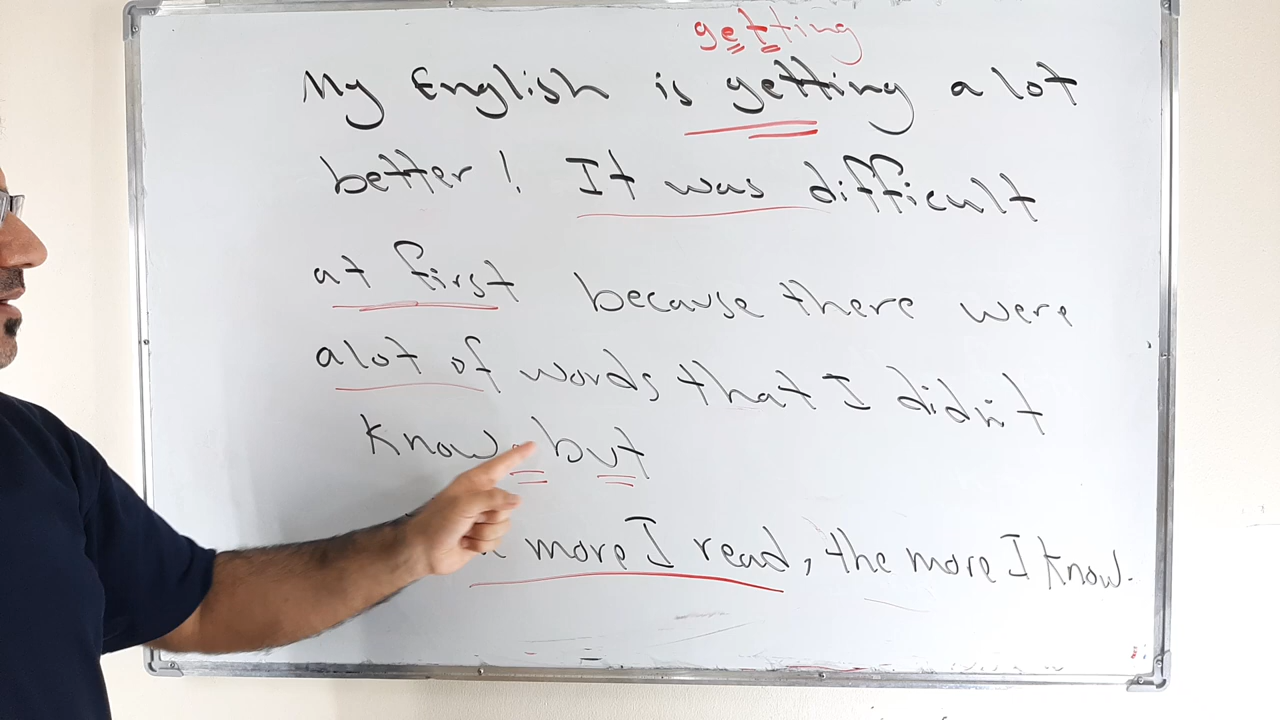 getting
My English is getting a lot
better! It was difficult
at first because there were
alot of words that I didn't
know but
more I read, the more I know.